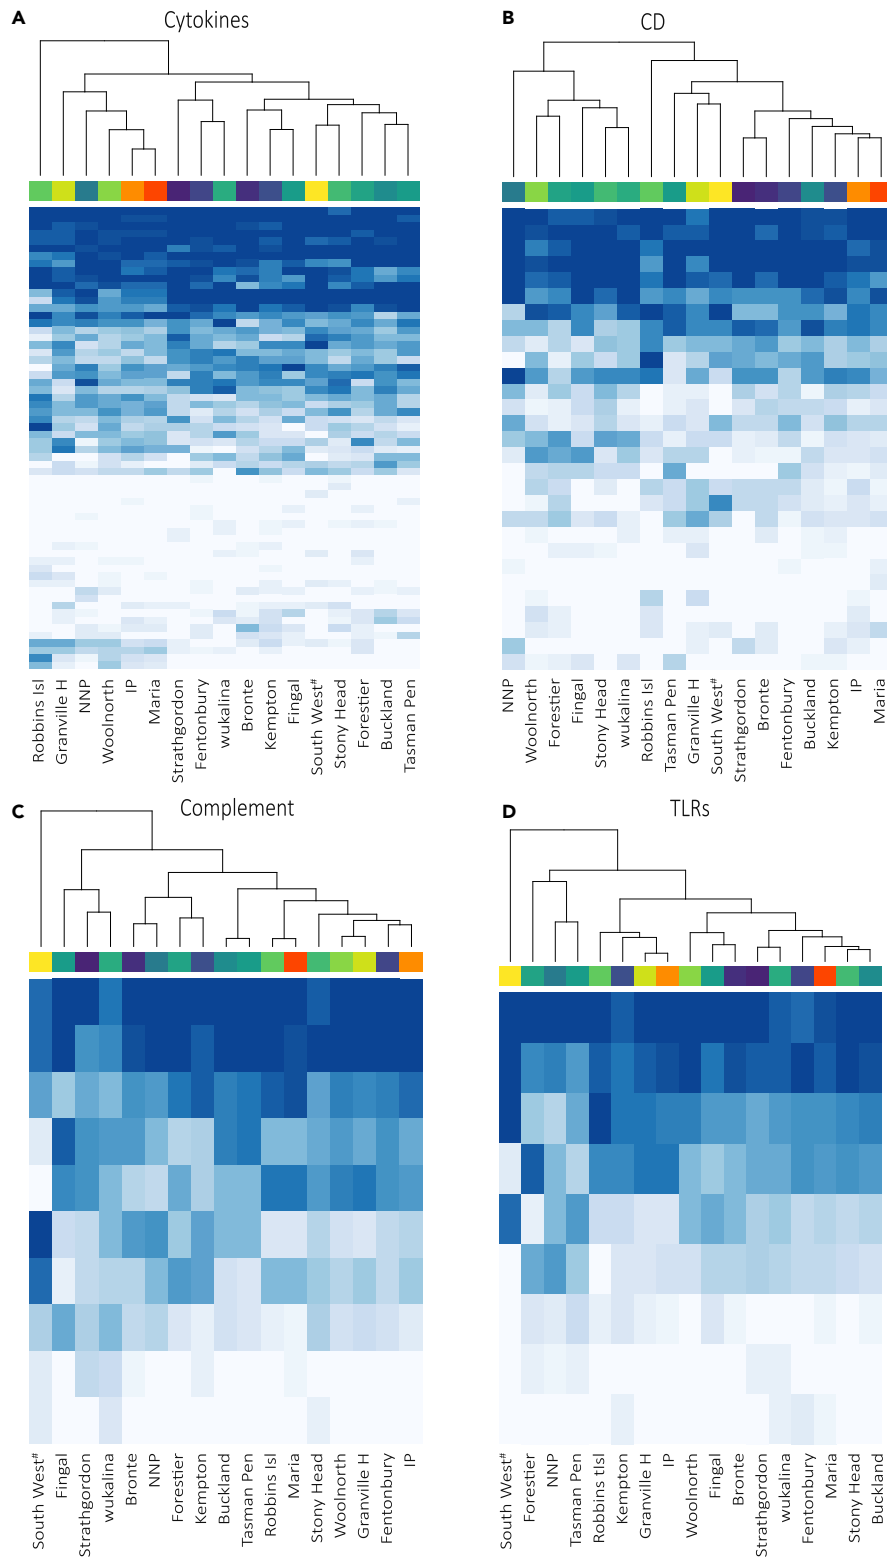 A
Cytokines
Robbins Isl
Granville H
NNP
Woolnorth
IP
Maria
Strathgordon
Fentonbury
wukalina
Bronte
Kempton
Fingal
South West#
Stony Head
Forestier
Buckland
Tasman Pen
B
CD
NNP
Woolnorth
Forestier
Fingal
Stony Head
wukalina
Robbins Isl
Tasman Pen
Granville H
South West#
Strathgordon
Bronte
Fentonbury
Buckland
Kempton
IP
Maria
C
Complement
South West#
Fingal
Strathgordon
wukalina
Bronte
NNP
Forestier
Kempton
Buckland
Tasman Pen
Robbins Isl
Maria
Stony Head
Woolnorth
Granville H
Fentonbury
IP
D
TLRs
South West#
Forestier
NNP
Tasman Pen
Robbins tIsl
Kempton
Granville H
IP
Woolnorth
Fingal
Bronte
Strathgordon
wukalina
Fentonbury
Maria
Stony Head
Buckland